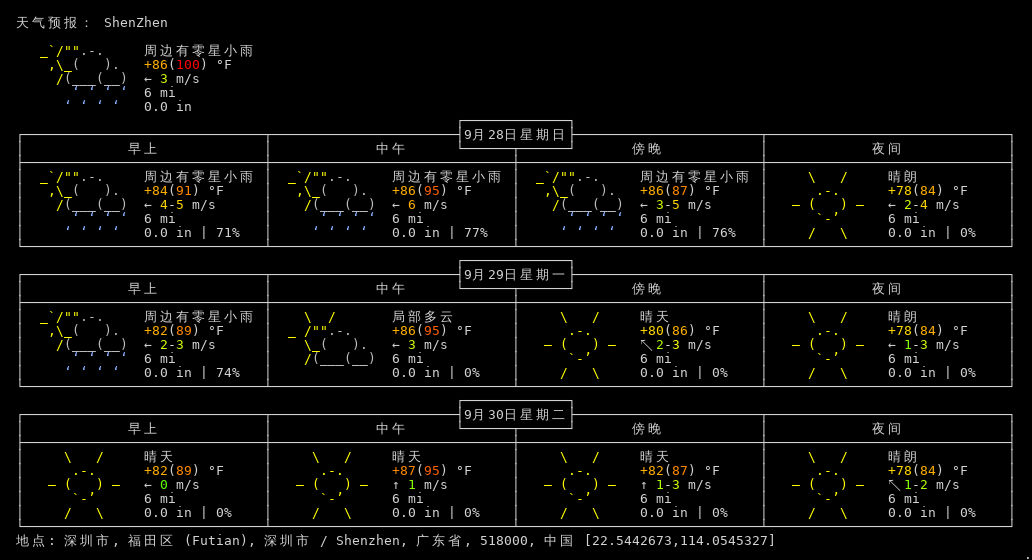 天气预报： ShenZhen
周边有零星小雨
+86(100) °F
← 3 m/s
6 mi
0.0 in
9月28日星期日
早上 中午 傍晚 夜间
周边有零星小雨 周边有零星小雨 周边有零星小雨 晴朗
+84(91) °F +86(95) °F +86(87) °F +78(84) °F
← 4-5 m/s ← 6 m/s ← 3-5 m/s ← 2-4 m/s
6 mi 6 mi 6 mi 6 mi
0.0 in | 71% 0.0 in | 77% 0.0 in | 76% 0.0 in | 0%
9月29日星期一
早上 中午 傍晚 夜间
周边有零星小雨 局部多云 晴天 晴朗
+82(89) °F +86(95) °F +80(86) °F +78(84) °F
← 2-3 m/s ← 3 m/s ↖ 2-3 m/s ← 1-3 m/s
6 mi 6 mi 6 mi 6 mi
0.0 in | 74% 0.0 in | 0% 0.0 in | 0% 0.0 in | 0%
9月30日星期二
早上 中午 傍晚 夜间
晴天 晴天 晴天 晴朗
+82(89) °F +87(95) °F +82(87) °F +78(84) °F
← 0 m/s ↑ 1 m/s ↑ 1-3 m/s ↖ 1-2 m/s
6 mi 6 mi 6 mi 6 mi
0.0 in | 0% 0.0 in | 0% 0.0 in | 0% 0.0 in | 0%
地点: 深圳市, 福田区 (Futian), 深圳市 / Shenzhen, 广东省, 518000, 中国 [22.5442673,114.0545327]